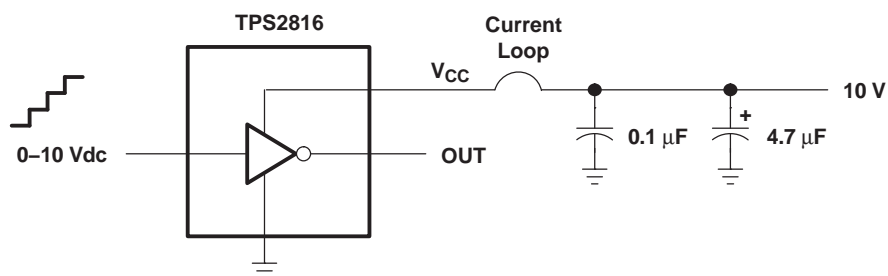 TPS2816
Current
Loop
VCC
10 V
+
0.1 μF
4.7 μF
0–10 Vdc
OUT